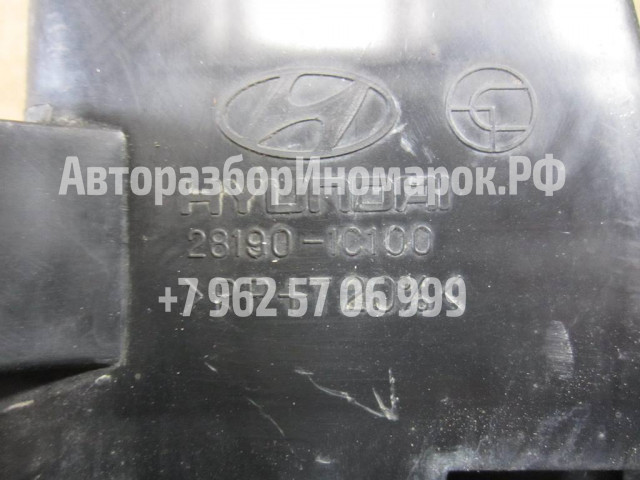 АвторазборИномарок.РФ
HYUNDAI
28190-1C100
+7 962 57 06 999